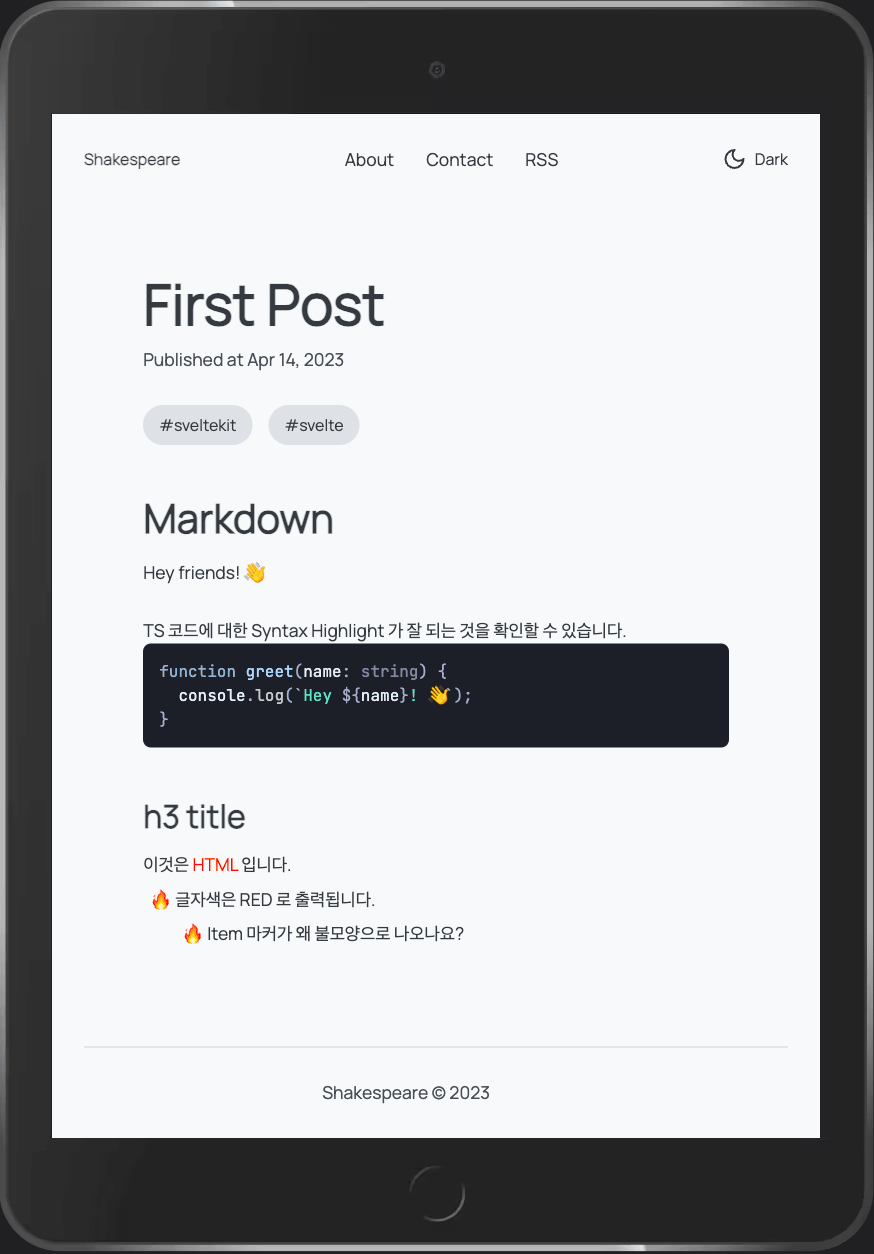 Shakespeare
About Contact RSS
Dark
First Post
Published at Apr 14, 2023
#sveltekit #svelte
Markdown
Hey friends! 👋
TS 코드에 대한 Syntax Highlight 가 잘 되는 것을 확인할 수 있습니다.
function greet(name: string) {
  console.log(`Hey ${name}! 👋`);
}
h3 title
이것은 HTML 입니다.
🔥 글자색은 RED 로 출력됩니다.
🔥 Item 마커가 왜 불모양으로 나오나요?
Shakespeare © 2023